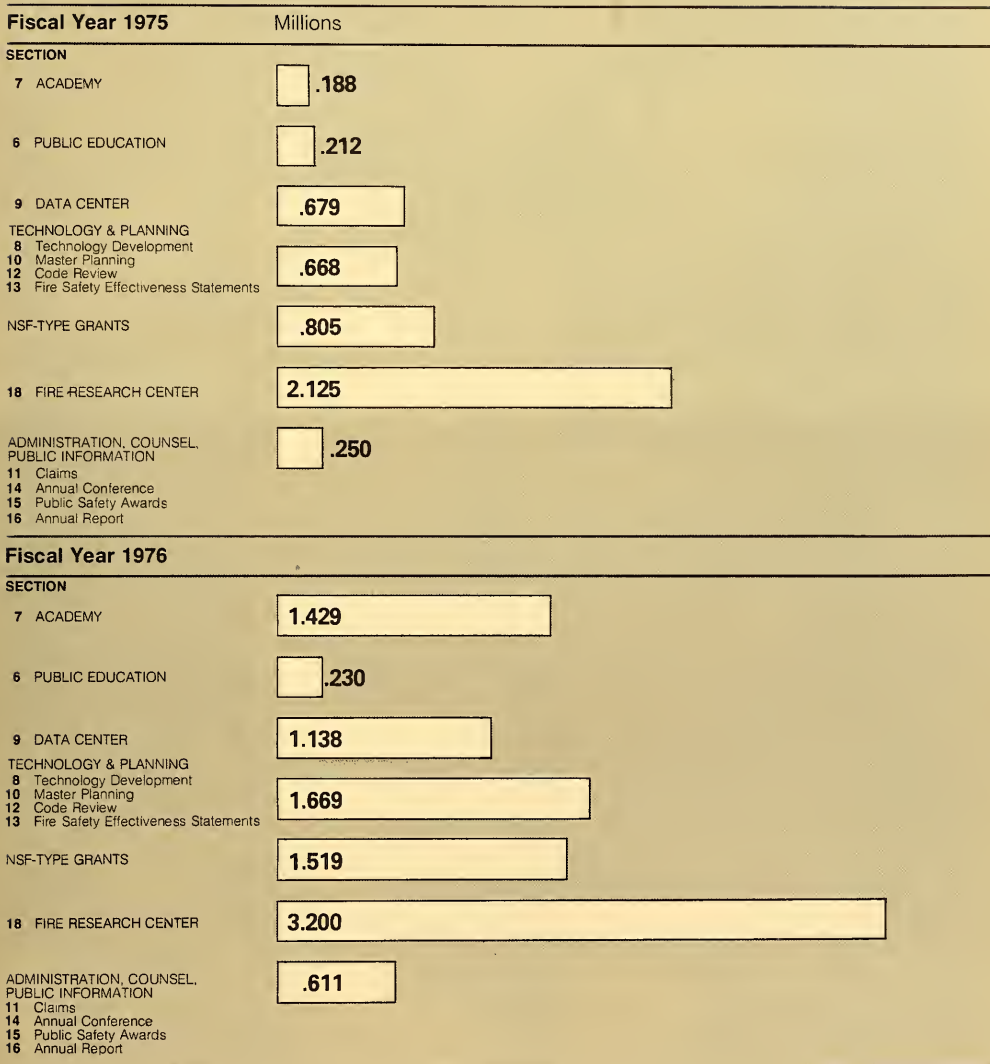 Fiscal Year 1975 Millions
SECTION
7 ACADEMY .188
6 PUBLIC EDUCATION .212
9 DATA CENTER .679
TECHNOLOGY & PLANNING
8 Technology Development
10 Master Planning .668
12 Code Review
13 Fire Safety Effectiveness Statements
NSF-TYPE GRANTS .805
18 FIRE RESEARCH CENTER 2.125
ADMINISTRATION, COUNSEL,
PUBLIC INFORMATION .250
11 Claims
14 Annual Conference
15 Public Safety Awards
16 Annual Report
Fiscal Year 1976
SECTION
7 ACADEMY 1.429
6 PUBLIC EDUCATION .230
9 DATA CENTER 1.138
TECHNOLOGY & PLANNING
8 Technology Development
10 Master Planning 1.669
12 Code Review
13 Fire Safety Effectiveness Statements
NSF-TYPE GRANTS 1.519
18 FIRE RESEARCH CENTER 3.200
ADMINISTRATION, COUNSEL, .611
PUBLIC INFORMATION
11 Claims
14 Annual Conference
15 Public Safety Awards
16 Annual Report